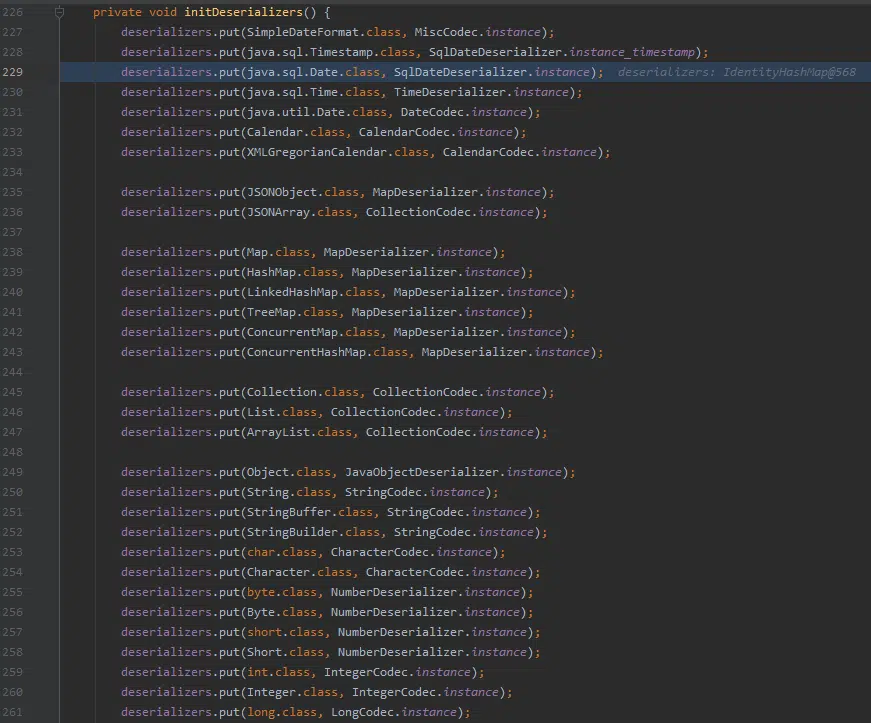 226 private void initDeserializers() {
227 deserializers.put(SimpleDateFormat.class, MiscCodec.instance);
228 deserializers.put(java.sql.Timestamp.class, SqlDateDeserializer.instance_timestamp);
229 deserializers.put(java.sql.Date.class, SqlDateDeserializer.instance); deserializers: IdentityHashMap@568
230 deserializers.put(java.sql.Time.class, TimeDeserializer.instance);
231 deserializers.put(java.util.Date.class, DateCodec.instance);
232 deserializers.put(Calendar.class, CalendarCodec.instance);
233 deserializers.put(XMLGregorianCalendar.class, CalendarCodec.instance);
234
235 deserializers.put(JSONObject.class, MapDeserializer.instance);
236 deserializers.put(JSONArray.class, CollectionCodec.instance);
237
238 deserializers.put(Map.class, MapDeserializer.instance);
239 deserializers.put(HashMap.class, MapDeserializer.instance);
240 deserializers.put(LinkedHashMap.class, MapDeserializer.instance);
241 deserializers.put(TreeMap.class, MapDeserializer.instance);
242 deserializers.put(ConcurrentMap.class, MapDeserializer.instance);
243 deserializers.put(ConcurrentHashMap.class, MapDeserializer.instance);
244
245 deserializers.put(Collection.class, CollectionCodec.instance);
246 deserializers.put(List.class, CollectionCodec.instance);
247 deserializers.put(ArrayList.class, CollectionCodec.instance);
248
249 deserializers.put(Object.class, JavaObjectDeserializer.instance);
250 deserializers.put(String.class, StringCodec.instance);
251 deserializers.put(StringBuffer.class, StringCodec.instance);
252 deserializers.put(StringBuilder.class, StringCodec.instance);
253 deserializers.put(char.class, CharacterCodec.instance);
254 deserializers.put(Character.class, CharacterCodec.instance);
255 deserializers.put(byte.class, NumberDeserializer.instance);
256 deserializers.put(Byte.class, NumberDeserializer.instance);
257 deserializers.put(short.class, NumberDeserializer.instance);
258 deserializers.put(Short.class, NumberDeserializer.instance);
259 deserializers.put(int.class, IntegerCodec.instance);
260 deserializers.put(Integer.class, IntegerCodec.instance);
261 deserializers.put(long.class, LongCodec.instance);